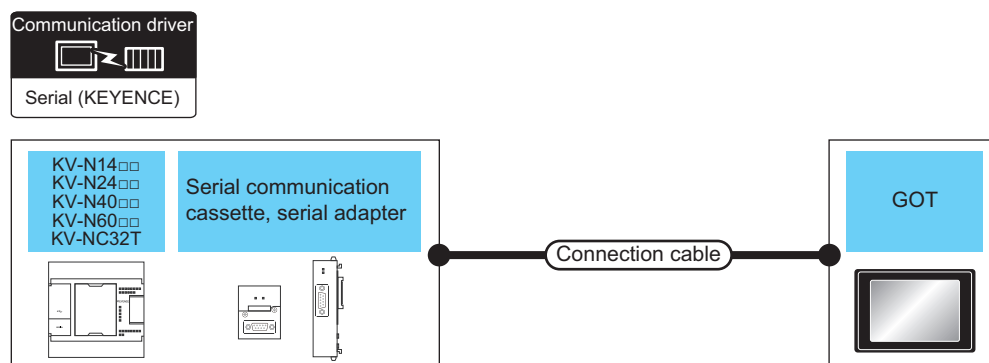 Communication driver
Serial (KEYENCE)
KV-N14□□
KV-N24□□
KV-N40□□
KV-N60□□
KV-NC32T
Serial communication
cassette, serial adapter
Connection cable
GOT